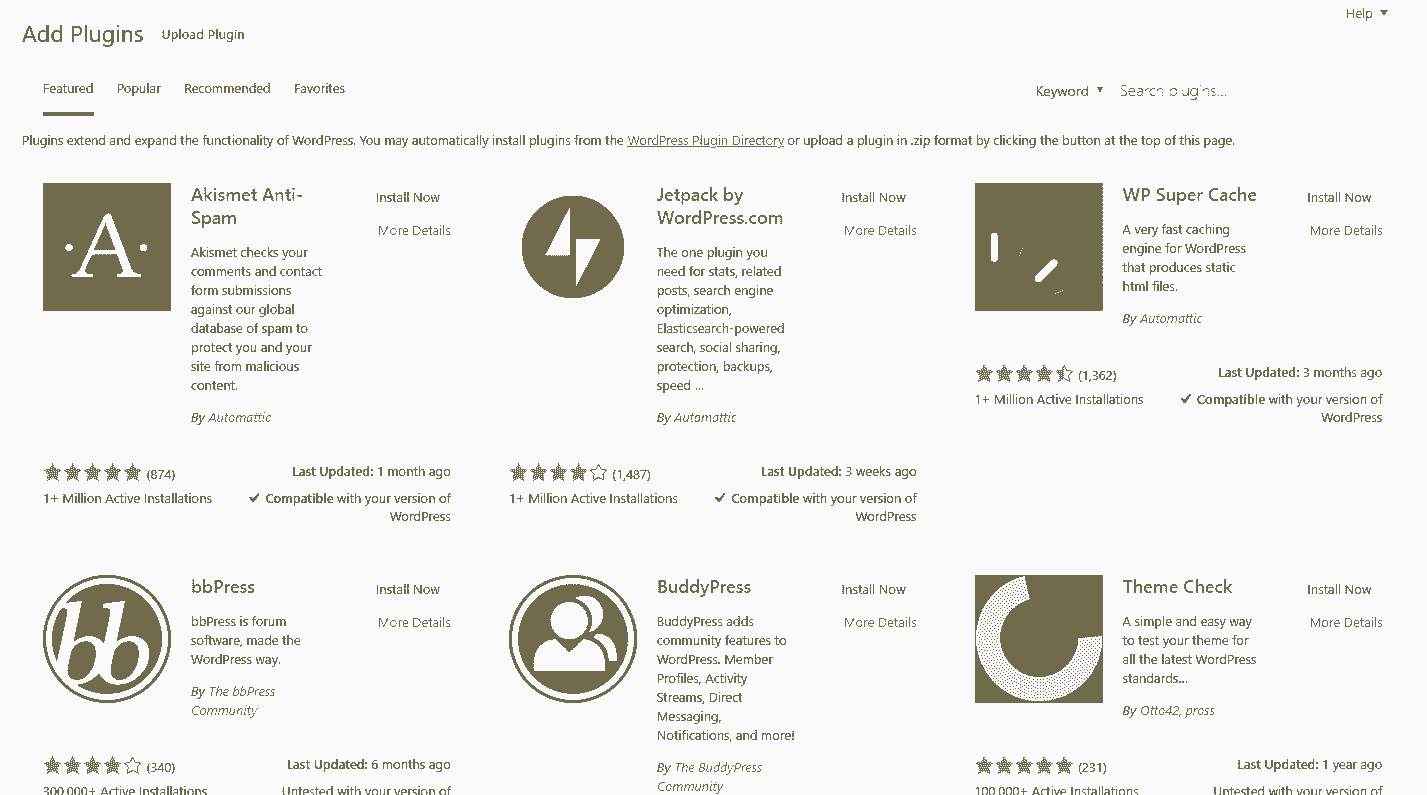 Help
Add Plugins Upload Plugin
Featured Popular Recommended Favorites Keyword Search plugins...
Plugins extend and expand the functionality of WordPress. You may automatically install plugins from the WordPress Plugin Directory or upload a plugin in .zip format by clicking the button at the top of this page.
Akismet Anti-
Spam
Install Now
More Details
Akismet checks your
comments and contact
form submissions
against our global
database of spam to
protect you and your
site from malicious
content.
By Automattic
(874)
Last Updated: 1 month ago
1+ Million Active Installations
Compatible with your version of
WordPress
Jetpack by
WordPress.com
Install Now
More Details
The one plugin you
need for stats, related
posts, search engine
optimization,
Elasticsearch-powered
search, social sharing,
protection, backups,
speed ...
By Automattic
(1,487)
Last Updated: 3 weeks ago
1+ Million Active Installations
Compatible with your version of
WordPress
WP Super Cache
Install Now
More Details
A very fast caching
engine for WordPress
that produces static
html files.
By Automattic
(1,362)
Last Updated: 3 months ago
1+ Million Active Installations
Compatible with your version of
WordPress
bbPress
Install Now
More Details
bbPress is forum
software, made the
WordPress way.
By The bbPress
Community
(340)
Last Updated: 6 months ago
300,000+ Active Installations
Untested with your version of
BuddyPress
Install Now
More Details
BuddyPress adds
community features to
WordPress. Member
Profiles, Activity
Streams, Direct
Messaging,
Notifications, and more!
By The BuddyPress
Community
Theme Check
Install Now
More Details
A simple and easy way
to test your theme for
all the latest WordPress
standards...
By Otto42, pross
(231)
Last Updated: 1 year ago
100,000+ Active Installations
Untested with your version of